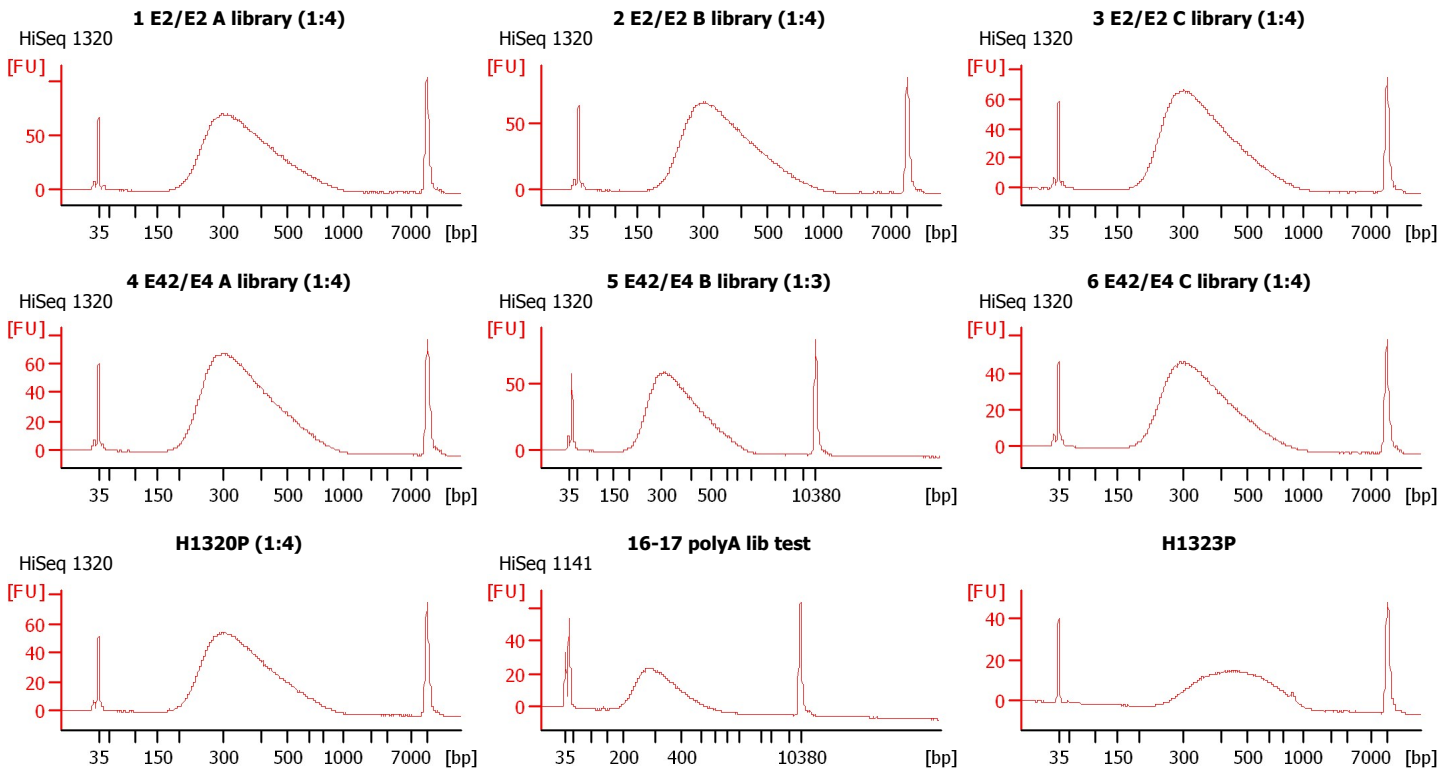 1 E2/E2 A library (1:4)
HiSeq 1320
[FU]
50
0
35 150 300 500 1000 7000 [bp]
2 E2/E2 B library (1:4)
HiSeq 1320
[FU]
50
0
35 150 300 500 1000 7000 [bp]
3 E2/E2 C library (1:4)
HiSeq 1320
[FU]
60
40
20
0
35 150 300 500 1000 7000 [bp]
4 E42/E4 A library (1:4)
HiSeq 1320
[FU]
60
40
20
0
35 150 300 500 1000 7000 [bp]
5 E42/E4 B library (1:3)
HiSeq 1320
[FU]
50
0
35 150 300 500 10380 [bp]
6 E42/E4 C library (1:4)
HiSeq 1320
[FU]
40
20
0
35 150 300 500 1000 7000 [bp]
H1320P (1:4)
HiSeq 1320
[FU]
60
40
20
0
35 150 300 500 1000 7000 [bp]
16-17 polyA lib test
HiSeq 1141
[FU]
40
20
0
35 200 400 10380 [bp]
H1323P
[FU]
40
20
0
35 150 300 500 1000 7000 [bp]